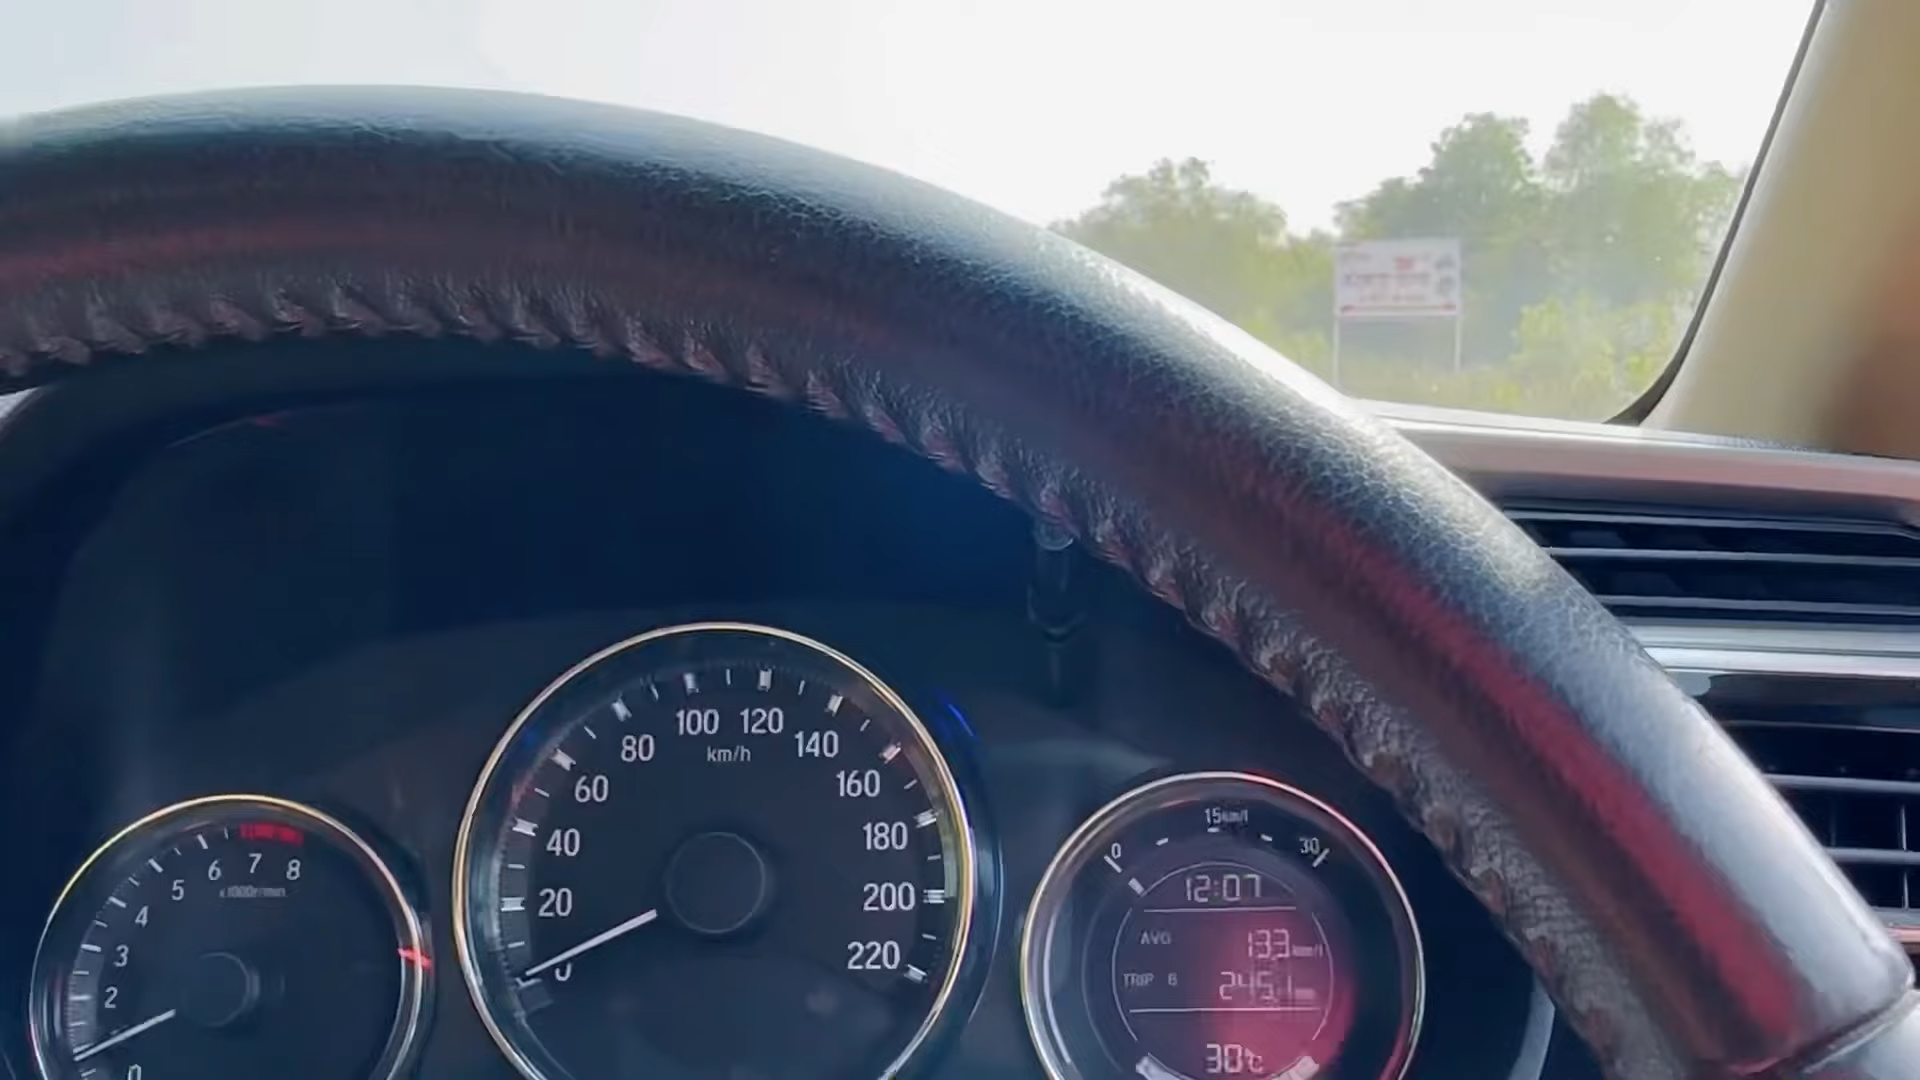 100 120
80 km/h 140
60 160
40 180
20 200
0 220
6 7 8
5 x1000r/min
4
3
2
0
15km/l
0 30
12:07
AVG 13.3km/l
TRIP B 245.1
30°C